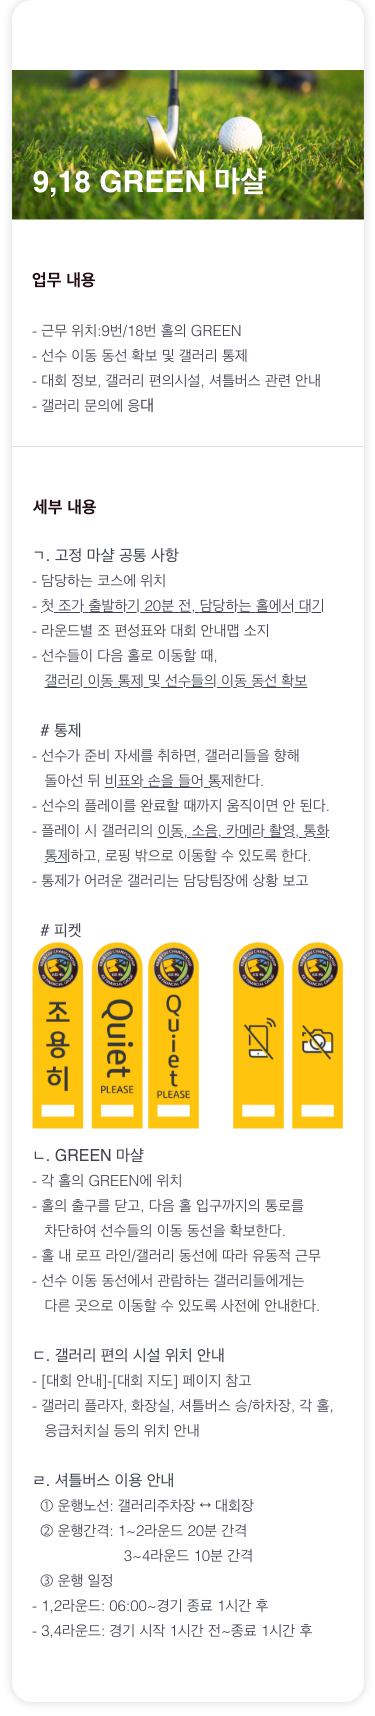 9,18 GREEN 마샬
업무 내용
- 근무 위치:9번/18번 홀의 GREEN
- 선수 이동 동선 확보 및 갤러리 통제
- 대회 정보, 갤러리 편의시설, 셔틀버스 관련 안내
- 갤러리 문의에 응대
세부 내용
ㄱ. 고정 마샬 공통 사항
- 담당하는 코스에 위치
- 첫 조가 출발하기 20분 전, 담당하는 홀에서 대기
- 라운드별 조 편성표와 대회 안내맵 소지
- 선수들이 다음 홀로 이동할 때,
갤러리 이동 통제 및 선수들의 이동 동선 확보
# 통제
- 선수가 준비 자세를 취하면, 갤러리들을 향해
돌아선 뒤 비표와 손을 들어 통제한다.
- 선수의 플레이를 완료할 때까지 움직이면 안 된다.
- 플레이 시 갤러리의 이동, 소음, 카메라 촬영, 통화
통제하고, 로핑 밖으로 이동할 수 있도록 한다.
- 통제가 어려운 갤러리는 담당팀장에 상황 보고
# 피켓
조용히
Quiet
PLEASE
Quiet
PLEASE
ㄴ. GREEN 마샬
- 각 홀의 GREEN에 위치
- 홀의 출구를 닫고, 다음 홀 입구까지의 통로를
차단하여 선수들의 이동 동선을 확보한다.
- 홀 내 로프 라인/갤러리 동선에 따라 유동적 근무
- 선수 이동 동선에서 관람하는 갤러리들에게는
다른 곳으로 이동할 수 있도록 사전에 안내한다.
ㄷ. 갤러리 편의 시설 위치 안내
- [대회 안내]-[대회 지도] 페이지 참고
- 갤러리 플라자, 화장실, 셔틀버스 승/하차장, 각 홀,
응급처치실 등의 위치 안내
ㄹ. 셔틀버스 이용 안내
① 운행노선: 갤러리주차장 ↔ 대회장
② 운행간격: 1~2라운드 20분 간격
3~4라운드 10분 간격
③ 운행 일정
- 1,2라운드: 06:00~경기 종료 1시간 후
- 3,4라운드: 경기 시작 1시간 전~종료 1시간 후